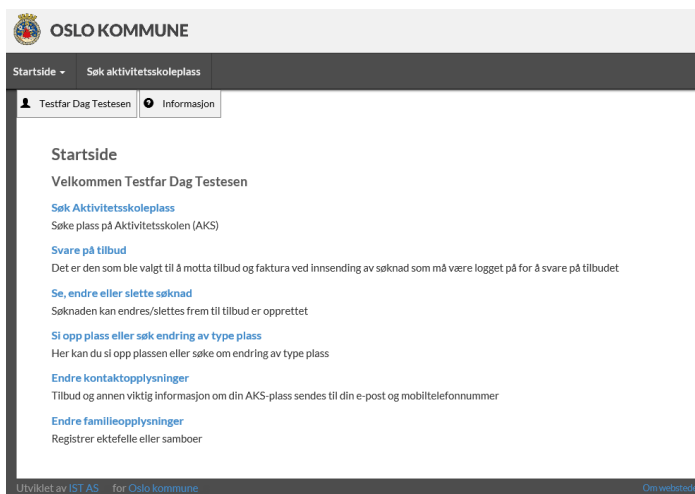 OSLO KOMMUNE
Startside Søk aktivitetsskoleplass
Testfar Dag Testesen Informasjon
Startside
Velkommen Testfar Dag Testesen
Søk Aktivitetsskoleplass
Søke plass på Aktivitetsskolen (AKS)
Svare på tilbud
Det er den som ble valgt til å motta tilbud og faktura ved innsending av søknad som må være logget på for å svare på tilbudet
Se, endre eller slette søknad
Søknaden kan endres/slettes frem til tilbud er opprettet
Si opp plass eller søk endring av type plass
Her kan du si opp plassen eller søke om endring av type plass
Endre kontaktopplysninger
Tilbud og annen viktig informasjon om din AKS-plass sendes til din e-post og mobiltelefonnummer
Endre familieopplysninger
Registrer ektefelle eller samboer
Utviklet av IST AS for Oslo kommune Om webstede